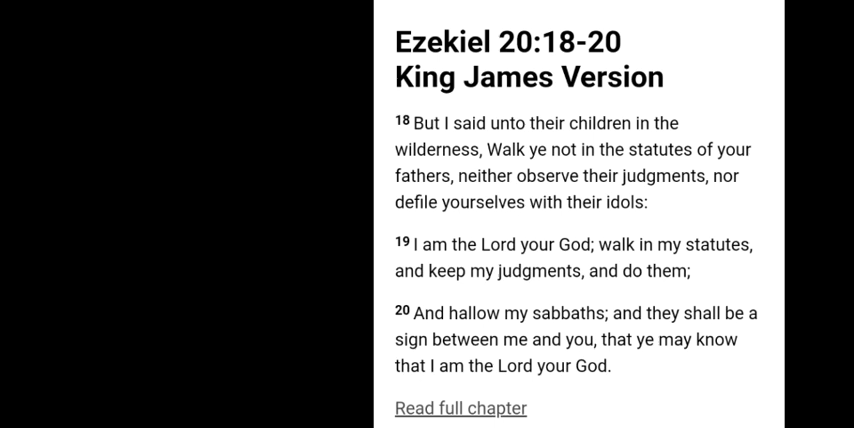 Ezekiel 20:18-20
King James Version
18 But I said unto their children in the
wilderness, Walk ye not in the statutes of your
fathers, neither observe their judgments, nor
defile yourselves with their idols:
19 I am the Lord your God; walk in my statutes,
and keep my judgments, and do them;
20 And hallow my sabbaths; and they shall be a
sign between me and you, that ye may know
that I am the Lord your God.
Read full chapter